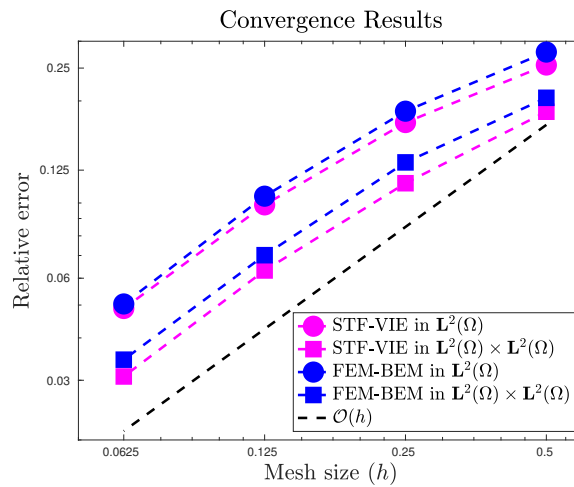 Convergence Results
Relative error
0.25
0.125
0.06
0.03
0.0625
0.125
0.25
0.5
Mesh size (h)
STF-VIE in L²(Ω)
STF-VIE in L²(Ω) × L²(Ω)
FEM-BEM in L²(Ω)
FEM-BEM in L²(Ω) × L²(Ω)
𝒪(h)